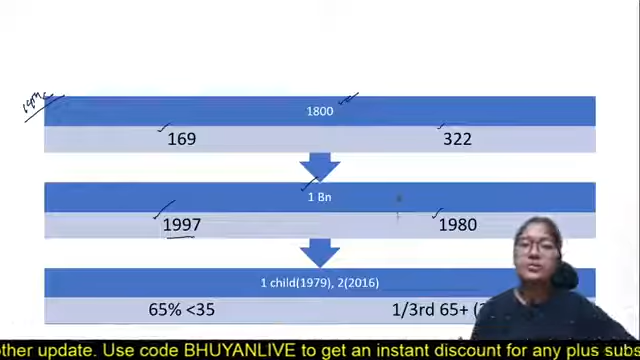 1800
169 322
1 Bn
1997 1980
1 child(1979), 2(2016)
65% <35 1/3rd 65+
other update. Use code BHUYANLIVE to get an instant discount for any plus subs